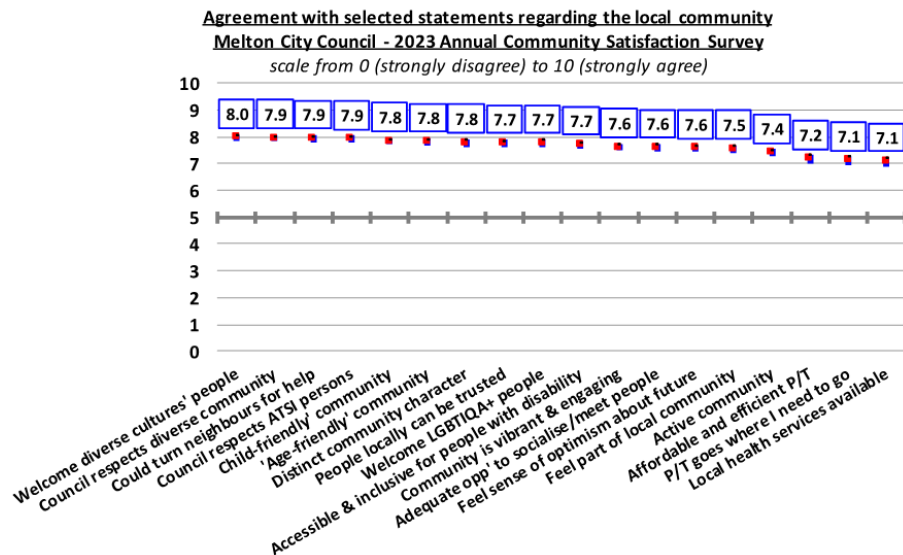 Agreement with selected statements regarding the local community
Melton City Council - 2023 Annual Community Satisfaction Survey
scale from 0 (strongly disagree) to 10 (strongly agree)
10
9
8
7
6
5
4
3
2
1
0
8.0 7.9 7.9 7.9 7.8 7.8 7.8 7.7 7.7 7.7 7.6 7.6 7.6 7.5 7.4 7.2 7.1 7.1
Welcome diverse cultures' people
Council respects diverse community
Could turn neighbours for help
Council respects ATSI persons
Child-friendly' community
'Age-friendly' community
Distinct community character
People locally can be trusted
Welcome LGBTIQA+ people
Accessible & inclusive for people with disability
Community is vibrant & engaging
Adequate opp' to socialise/meet people
Feel sense of optimism about future
Feel part of local community
Active community
Affordable and efficient P/T
P/T goes where I need to go
Local health services available